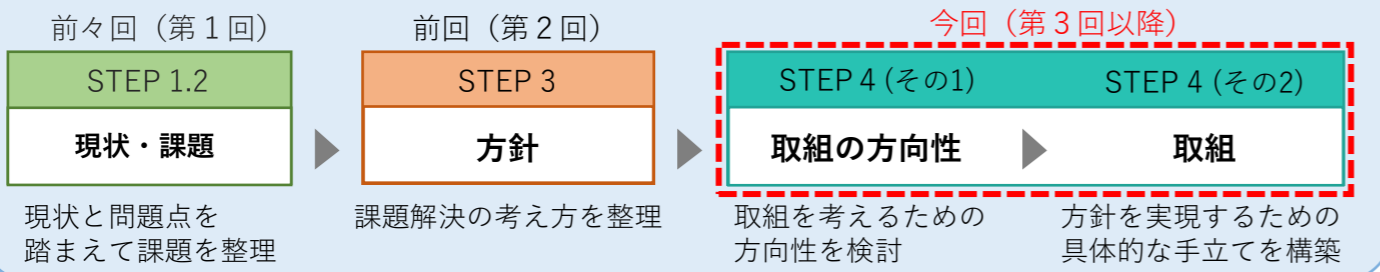 前々回（第１回）
前回（第２回）
今回（第３回以降）
STEP 1.2
STEP 3
STEP 4 (その1)
STEP 4 (その2)
現状・課題
方針
取組の方向性
取組
現状と問題点を
踏まえて課題を整理
課題解決の考え方を整理
取組を考えるための
方向性を検討
方針を実現するための
具体的な手立てを構築